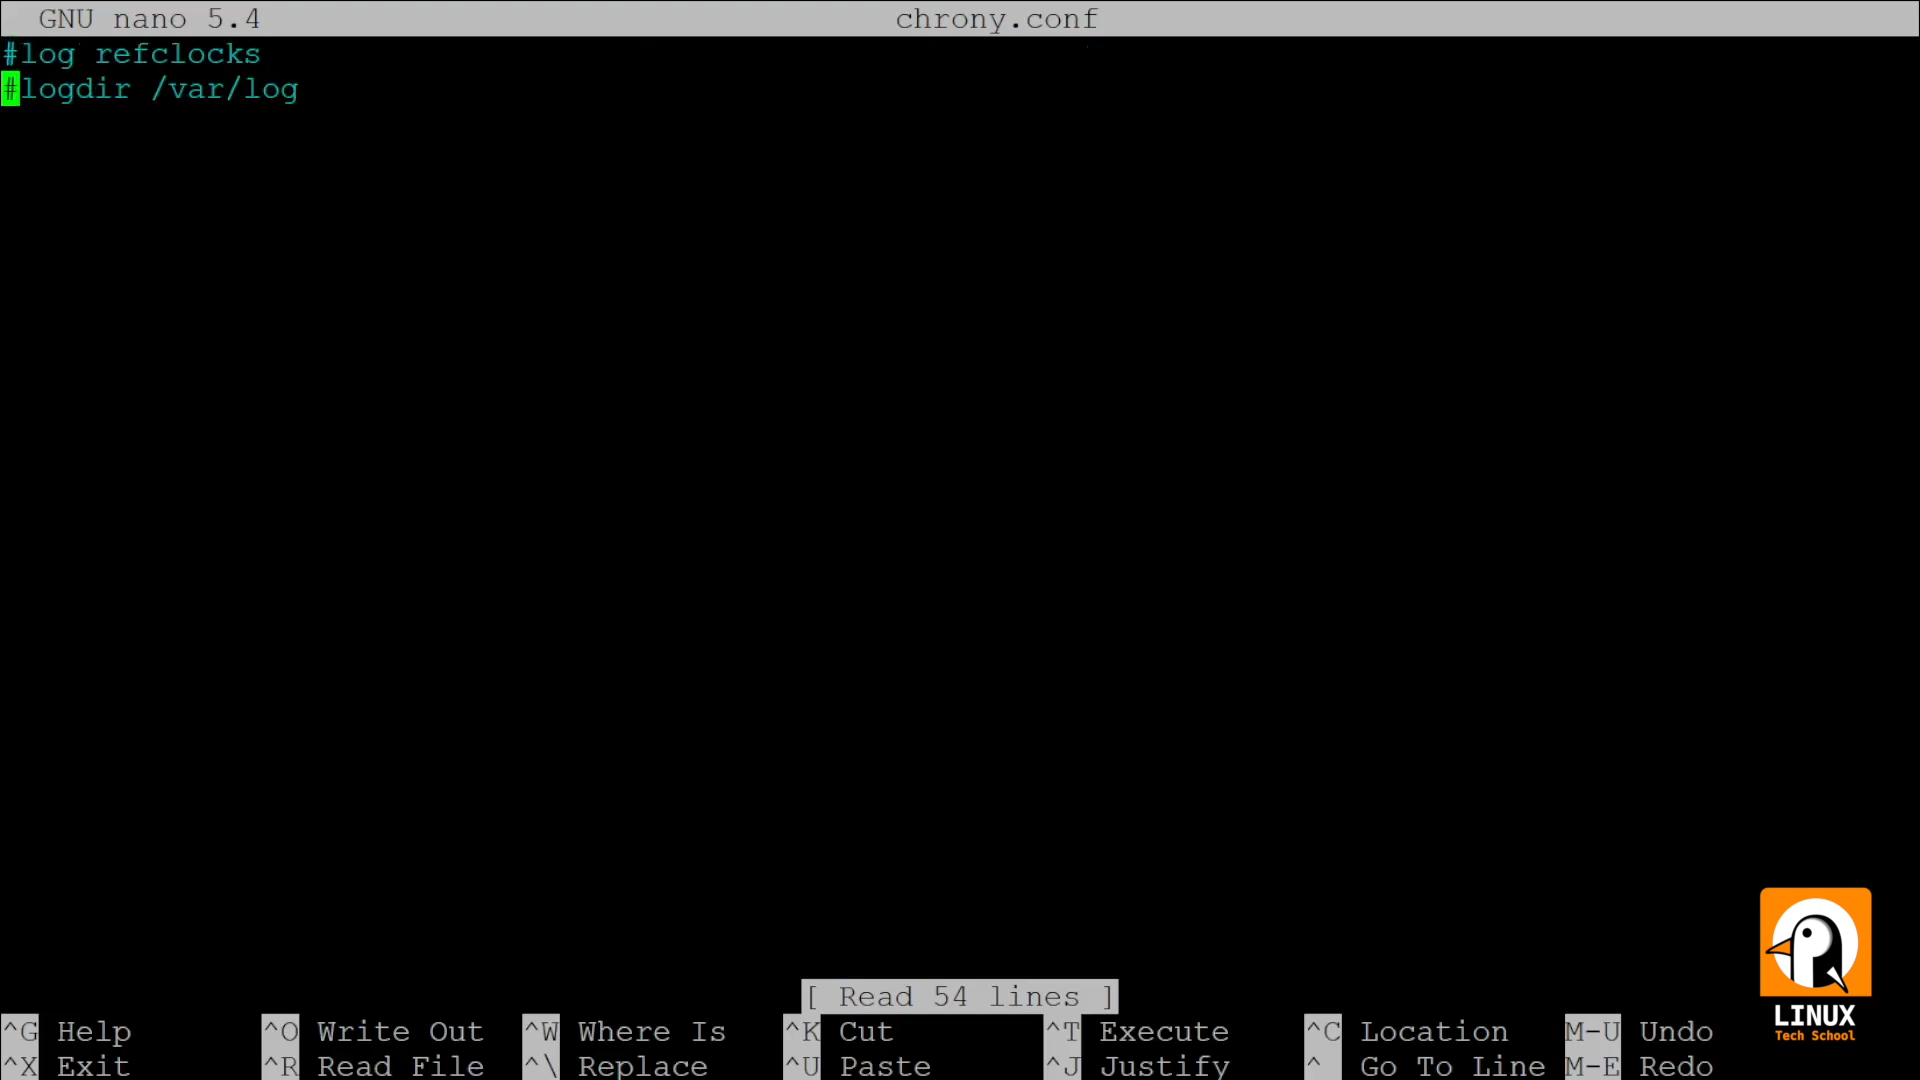 GNU nano 5.4 chrony.conf
#log refclocks
#logdir /var/log
[ Read 54 lines ]
^G Help ^O Write Out ^W Where Is ^K Cut ^T Execute ^C Location M-U Undo
^X Exit ^R Read File ^\ Replace ^U Paste ^J Justify ^ Go To Line M-E Redo
LINUX
Tech School